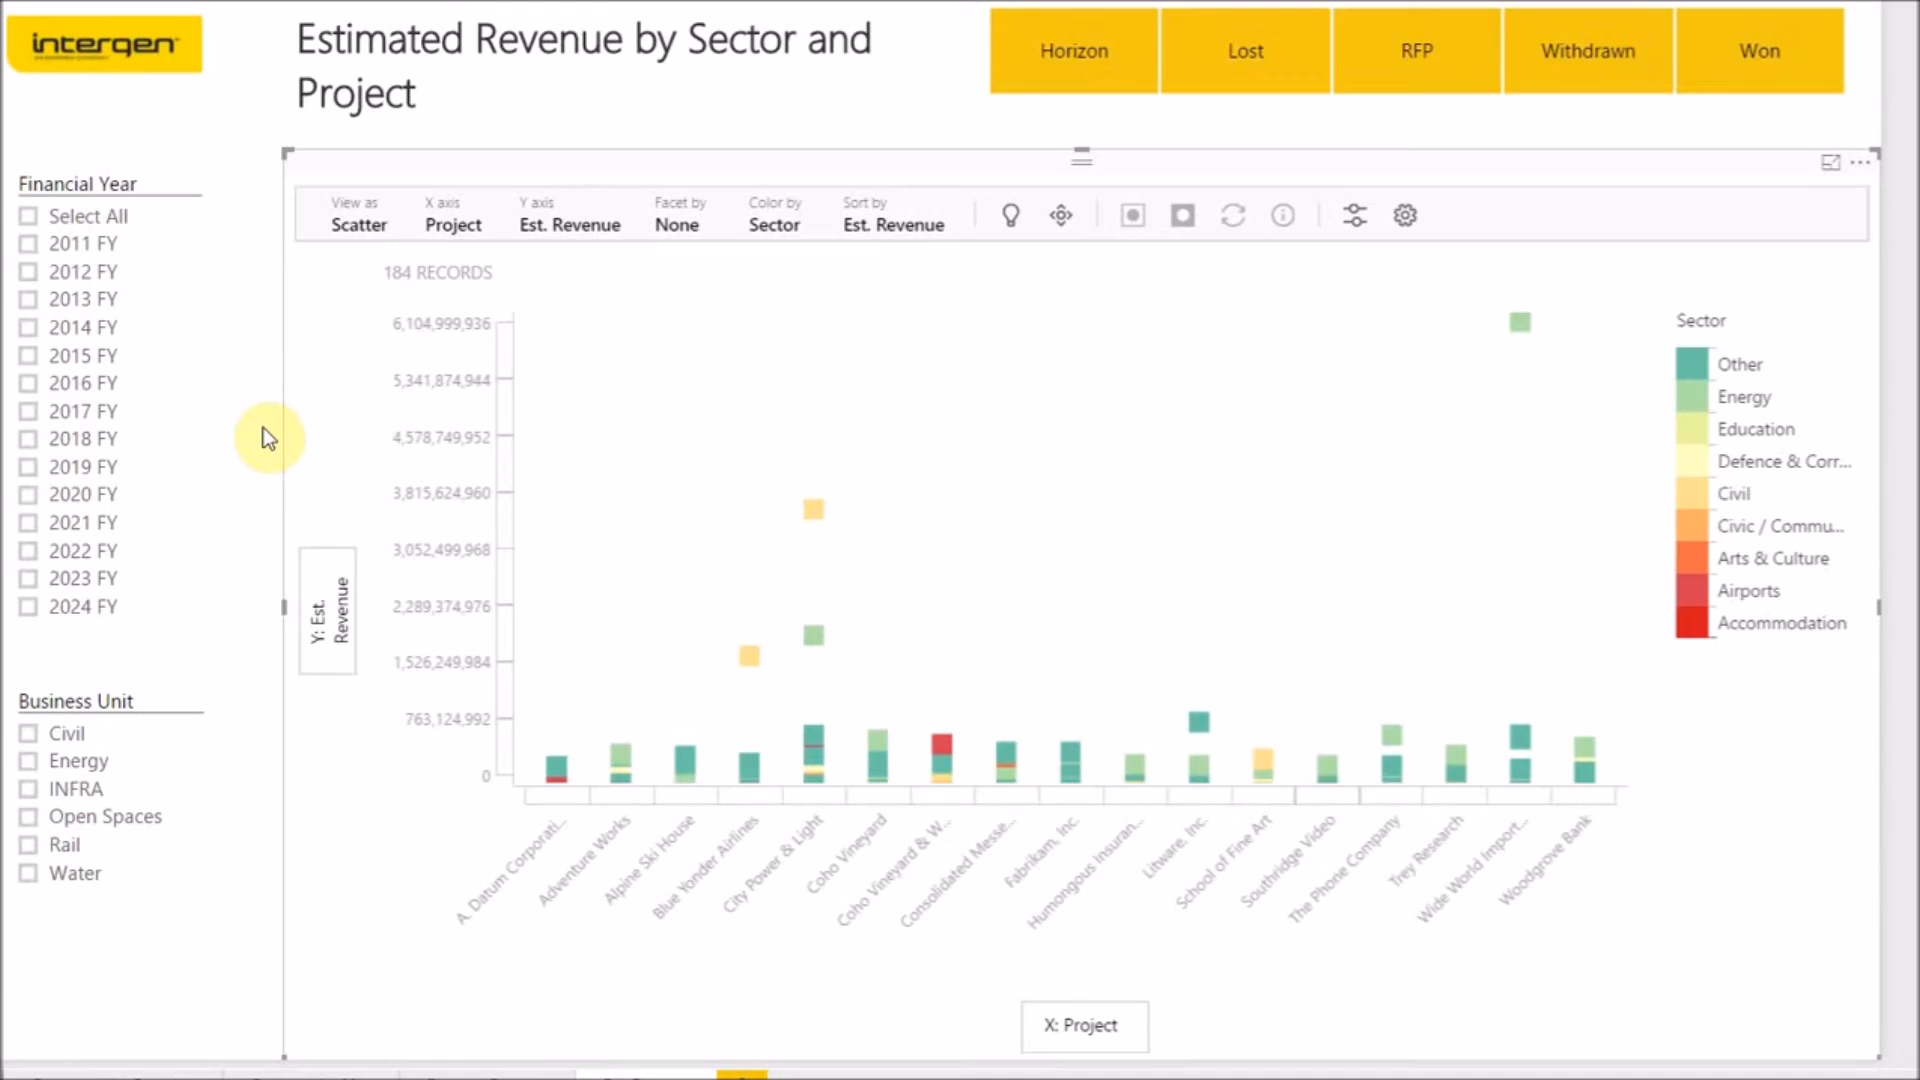 intergen
Estimated Revenue by Sector and
Project
Horizon
Lost
RFP
Withdrawn
Won
Financial Year
Select All
2011 FY
2012 FY
2013 FY
2014 FY
2015 FY
2016 FY
2017 FY
2018 FY
2019 FY
2020 FY
2021 FY
2022 FY
2023 FY
2024 FY
Business Unit
Civil
Energy
INFRA
Open Spaces
Rail
Water
View as
Scatter
X axis
Project
Y axis
Est. Revenue
Facet by
None
Color by
Sector
Sort by
Est. Revenue
184 RECORDS
6,104,999,936
5,341,874,944
4,578,749,952
3,815,624,960
3,052,499,968
2,289,374,976
1,526,249,984
763,124,992
0
Y: Est.
Revenue
A. Datum Corporati...
Adventure Works
Alpine Ski House
Blue Yonder Airlines
City Power & Light
Coho Vineyard
Coho Vineyard & W...
Consolidated Messe...
Fabrikam, Inc.
Humongous Insuran...
Litware, Inc.
School of Fine Art
Southridge Video
The Phone Company
Trey Research
Wide World Import...
Woodgrove Bank
X: Project
Sector
Other
Energy
Education
Defence & Corr...
Civil
Civic / Commu...
Arts & Culture
Airports
Accommodation